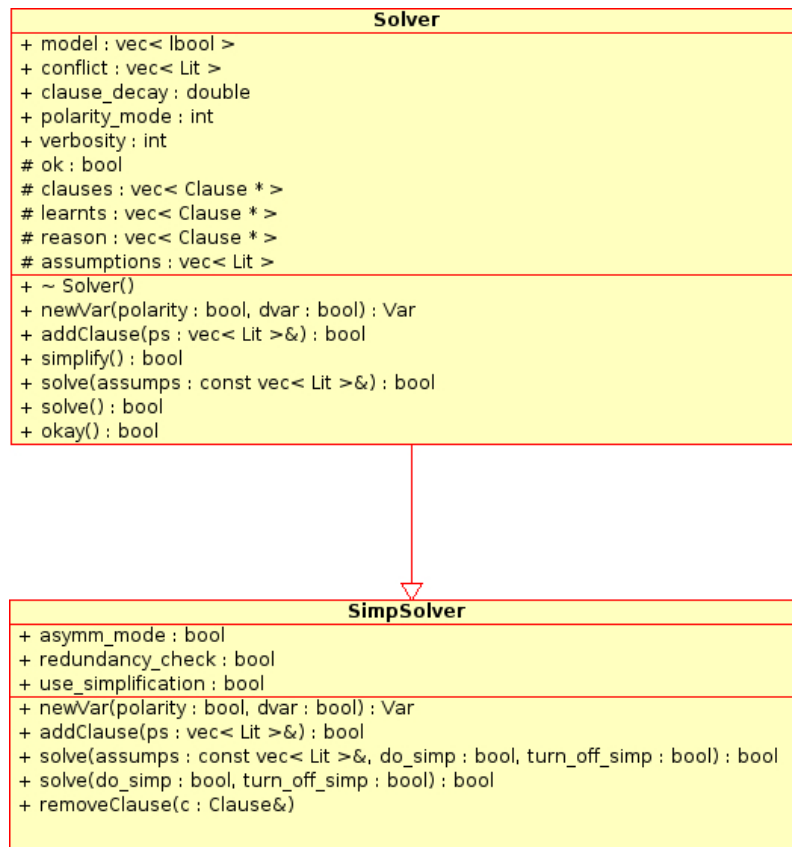 Solver
+ model : vec< lbool >
+ conflict : vec< Lit >
+ clause_decay : double
+ polarity_mode : int
+ verbosity : int
# ok : bool
# clauses : vec< Clause * >
# learnts : vec< Clause * >
# reason : vec< Clause * >
# assumptions : vec< Lit >
+ ~ Solver()
+ newVar(polarity : bool, dvar : bool) : Var
+ addClause(ps : vec< Lit >&) : bool
+ simplify() : bool
+ solve(assumps : const vec< Lit >&) : bool
+ solve() : bool
+ okay() : bool
SimpSolver
+ asymm_mode : bool
+ redundancy_check : bool
+ use_simplification : bool
+ newVar(polarity : bool, dvar : bool) : Var
+ addClause(ps : vec< Lit >&) : bool
+ solve(assumps : const vec< Lit >&, do_simp : bool, turn_off_simp : bool) : bool
+ solve(do_simp : bool, turn_off_simp : bool) : bool
+ removeClause(c : Clause&)